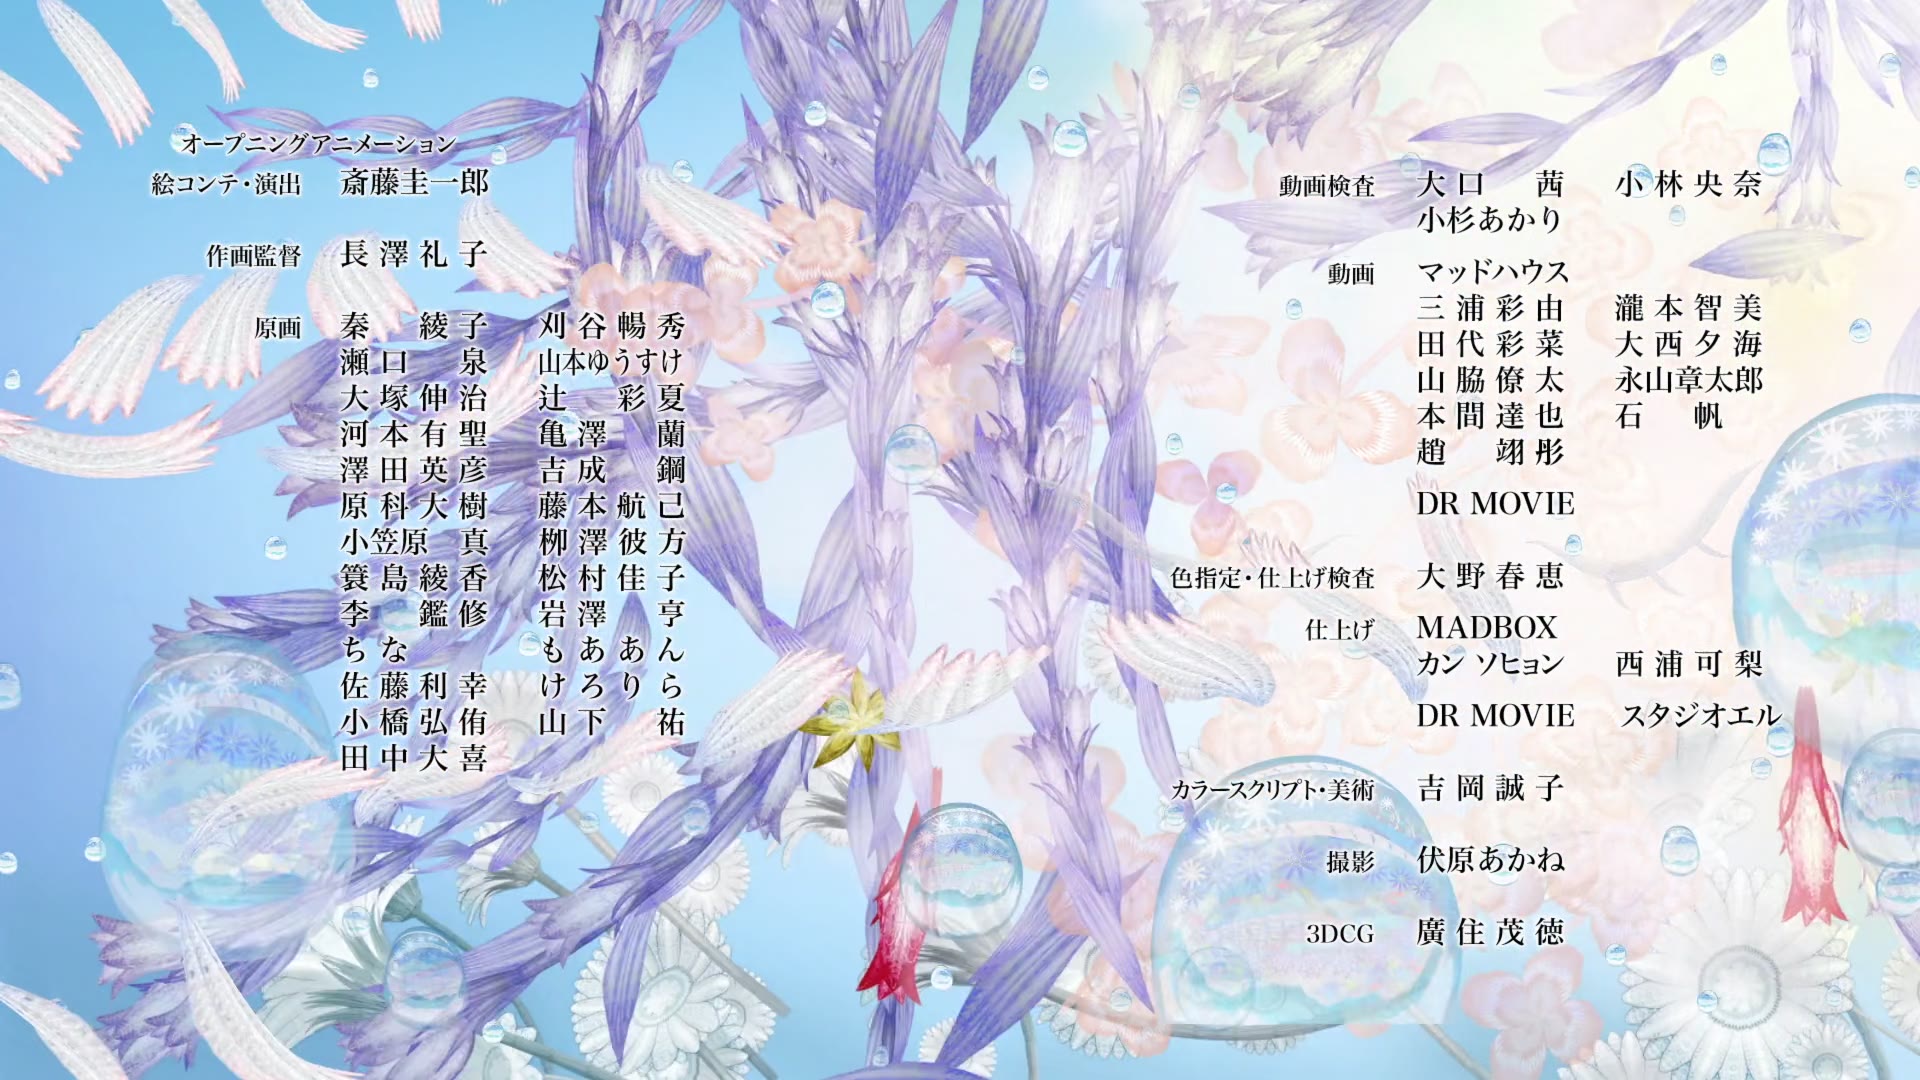 オープニングアニメーション
絵コンテ・演出 斎藤圭一郎
作画監督 長澤礼子
原画 秦綾子 刈谷暢秀
瀬口泉 山本ゆうすけ
大塚伸治 辻彩夏
河本有聖 亀澤蘭
澤田英彦 吉成鋼
原科大樹 藤本航己
小笠原真 栁澤彼方
簑島綾香 松村佳子
李鑑修 岩澤亨
ちな もああん
佐藤利幸 けろりら
小橋弘侑 山下祐
田中大喜
動画検査 大口茜 小林央奈
小杉あかり
動画 マッドハウス
三浦彩由 瀧本智美
田代彩菜 大西夕海
山脇僚太 永山章太郎
本間達也 石帆
趙翊彤
DR MOVIE
色指定・仕上げ検査 大野春恵
仕上げ MADBOX
カン ソヒョン 西浦可梨
DR MOVIE スタジオエル
カラースクリプト・美術 吉岡誠子
撮影 伏原あかね
3DCG 廣住茂徳